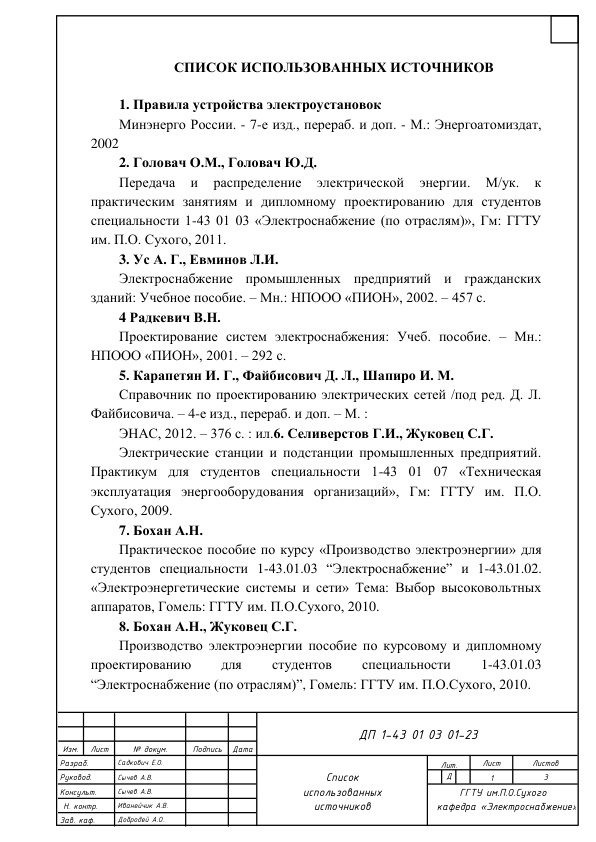 СПИСОК ИСПОЛЬЗОВАННЫХ ИСТОЧНИКОВ
1. Правила устройства электроустановок
Минэнерго России. - 7-е изд., перераб. и доп. - М.: Энергоатомиздат,
2002
2. Головач О.М., Головач Ю.Д.
Передача и распределение электрической энергии. М/ук. к
практическим занятиям и дипломному проектированию для студентов
специальности 1-43 01 03 «Электроснабжение (по отраслям)», Гм: ГГТУ
им. П.О. Сухого, 2011.
3. Ус А. Г., Евминов Л.И.
Электроснабжение промышленных предприятий и гражданских
зданий: Учебное пособие. – Мн.: НПООО «ПИОН», 2002. – 457 с.
4 Радкевич В.Н.
Проектирование систем электроснабжения: Учеб. пособие. – Мн.:
НПООО «ПИОН», 2001. – 292 с.
5. Карапетян И. Г., Файбисович Д. Л., Шапиро И. М.
Справочник по проектированию электрических сетей /под ред. Д. Л.
Файбисовича. – 4-е изд., перераб. и доп. – М. :
ЭНАС, 2012. – 376 с. : ил.6. Селиверстов Г.И., Жуковец С.Г.
Электрические станции и подстанции промышленных предприятий.
Практикум для студентов специальности 1-43 01 07 «Техническая
эксплуатация энергооборудования организаций», Гм: ГГТУ им. П.О.
Сухого, 2009.
7. Бохан А.Н.
Практическое пособие по курсу «Производство электроэнергии» для
студентов специальности 1-43.01.03 “Электроснабжение” и 1-43.01.02.
«Электроэнергетические системы и сети» Тема: Выбор высоковольтных
аппаратов, Гомель: ГГТУ им. П.О.Сухого, 2010.
8. Бохан А.Н., Жуковец С.Г.
Производство электроэнергии пособие по курсовому и дипломному
проектированию для студентов специальности 1-43.01.03
“Электроснабжение (по отраслям)”, Гомель: ГГТУ им. П.О.Сухого, 2010.
ДП 1-43 01 03 01-23
Изм. Лист № докум. Подпись Дата
Разраб. Садкович Е.О.
Руковод. Сычев А.В.
Консульт. Сычев А.В.
Н. контр. Иванейчик А.В.
Зав. каф. Добродей А.О.
Список
использованных
источников
Лит. Лист Листов
Д 1 3
ГГТУ им.П.О.Сухого
кафедра «Электроснабжение»